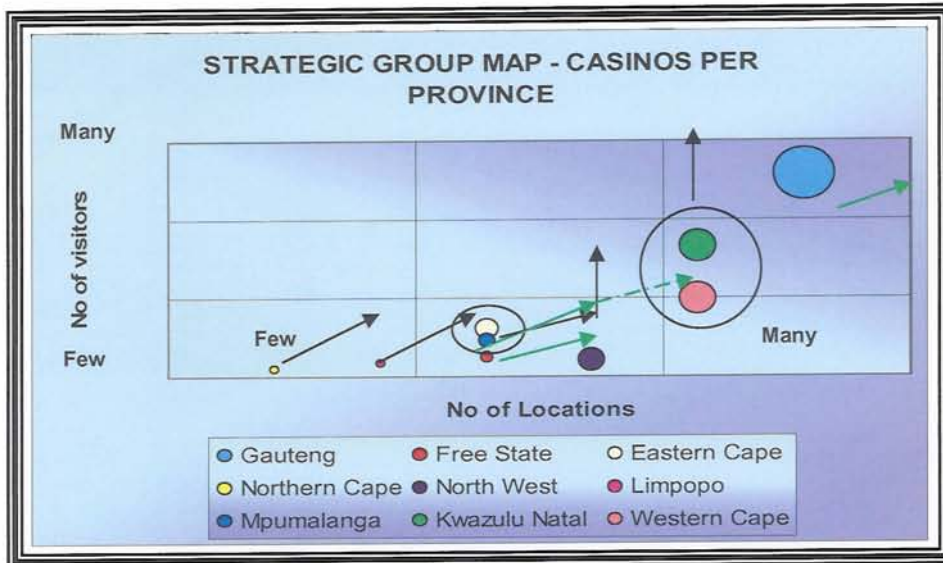 STRATEGIC GROUP MAP - CASINOS PER
PROVINCE
Many
No of visitors
Few
Many
Few
No of Locations
Gauteng Free State Eastern Cape
Northern Cape North West Limpopo
Mpumalanga Kwazulu Natal Western Cape